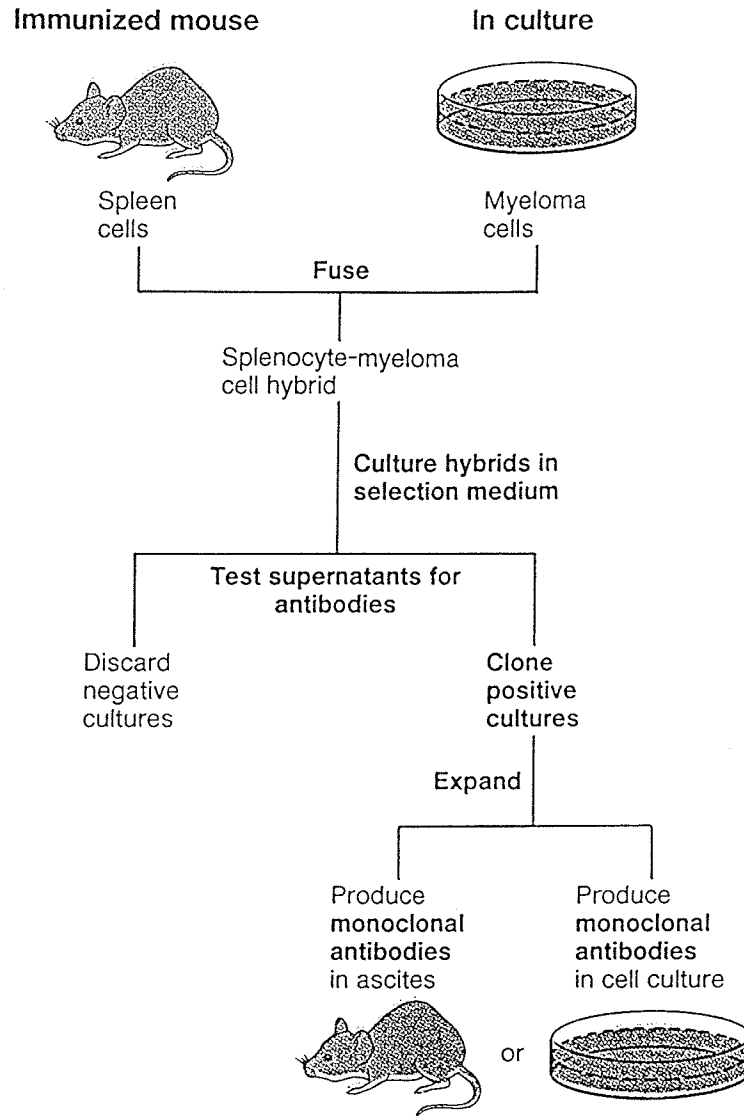 Immunized mouse
In culture
Spleen
cells
Myeloma
cells
Fuse
Splenocyte-myeloma
cell hybrid
Culture hybrids in
selection medium
Test supernatants for
antibodies
Discard
negative
cultures
Clone
positive
cultures
Expand
Produce
monoclonal
antibodies
in ascites
Produce
monoclonal
antibodies
in cell culture
or